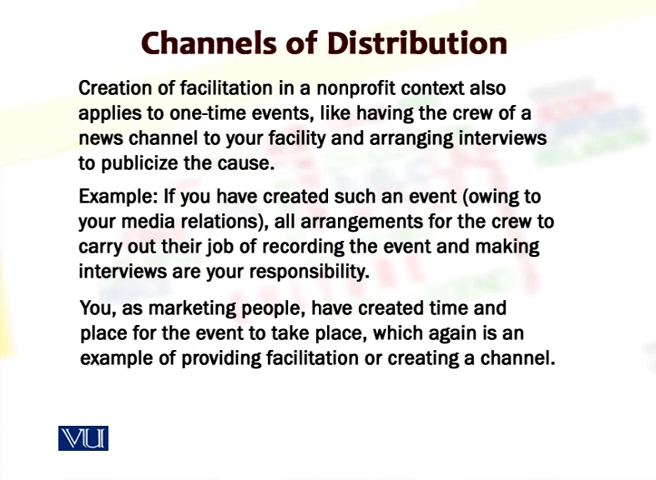 Channels of Distribution
Creation of facilitation in a nonprofit context also
applies to one-time events, like having the crew of a
news channel to your facility and arranging interviews
to publicize the cause.
Example: If you have created such an event (owing to
your media relations), all arrangements for the crew to
carry out their job of recording the event and making
interviews are your responsibility.
You, as marketing people, have created time and
place for the event to take place, which again is an
example of providing facilitation or creating a channel.
VU